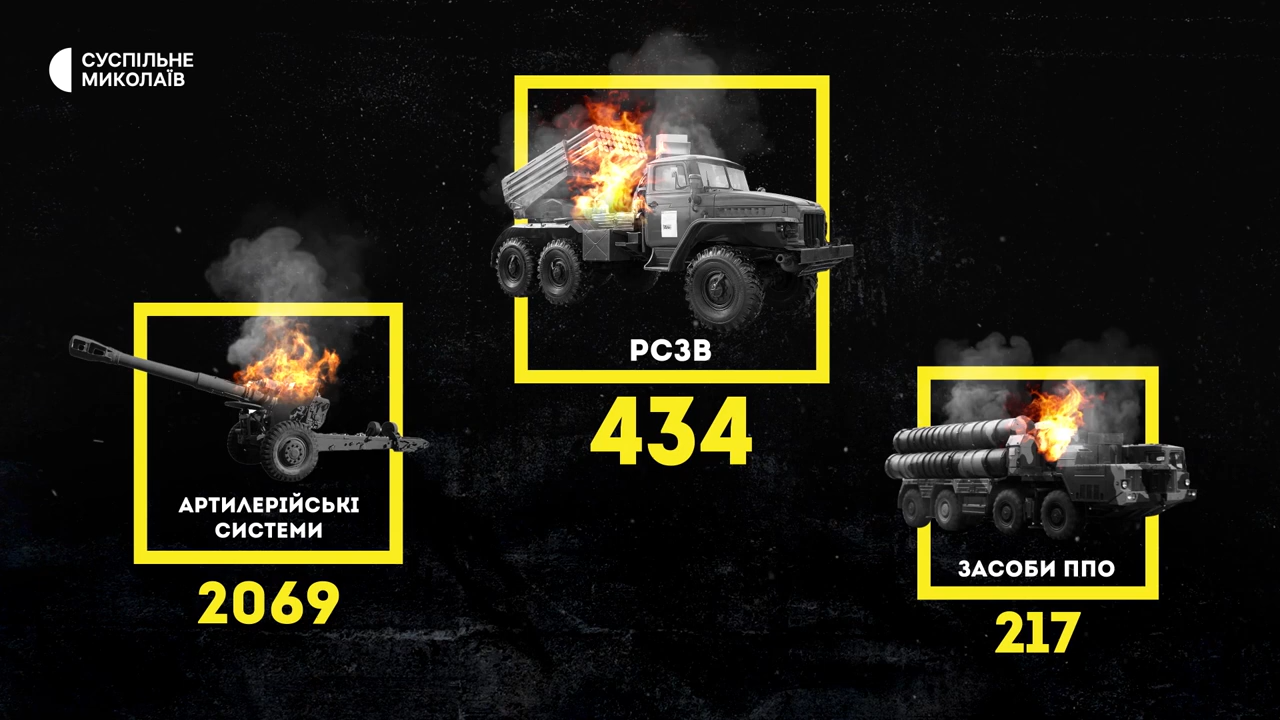 СУСПІЛЬНЕ
МИКОЛАЇВ
РСЗВ
434
АРТИЛЕРІЙСЬКІ
СИСТЕМИ
2069
ЗАСОБИ ППО
217